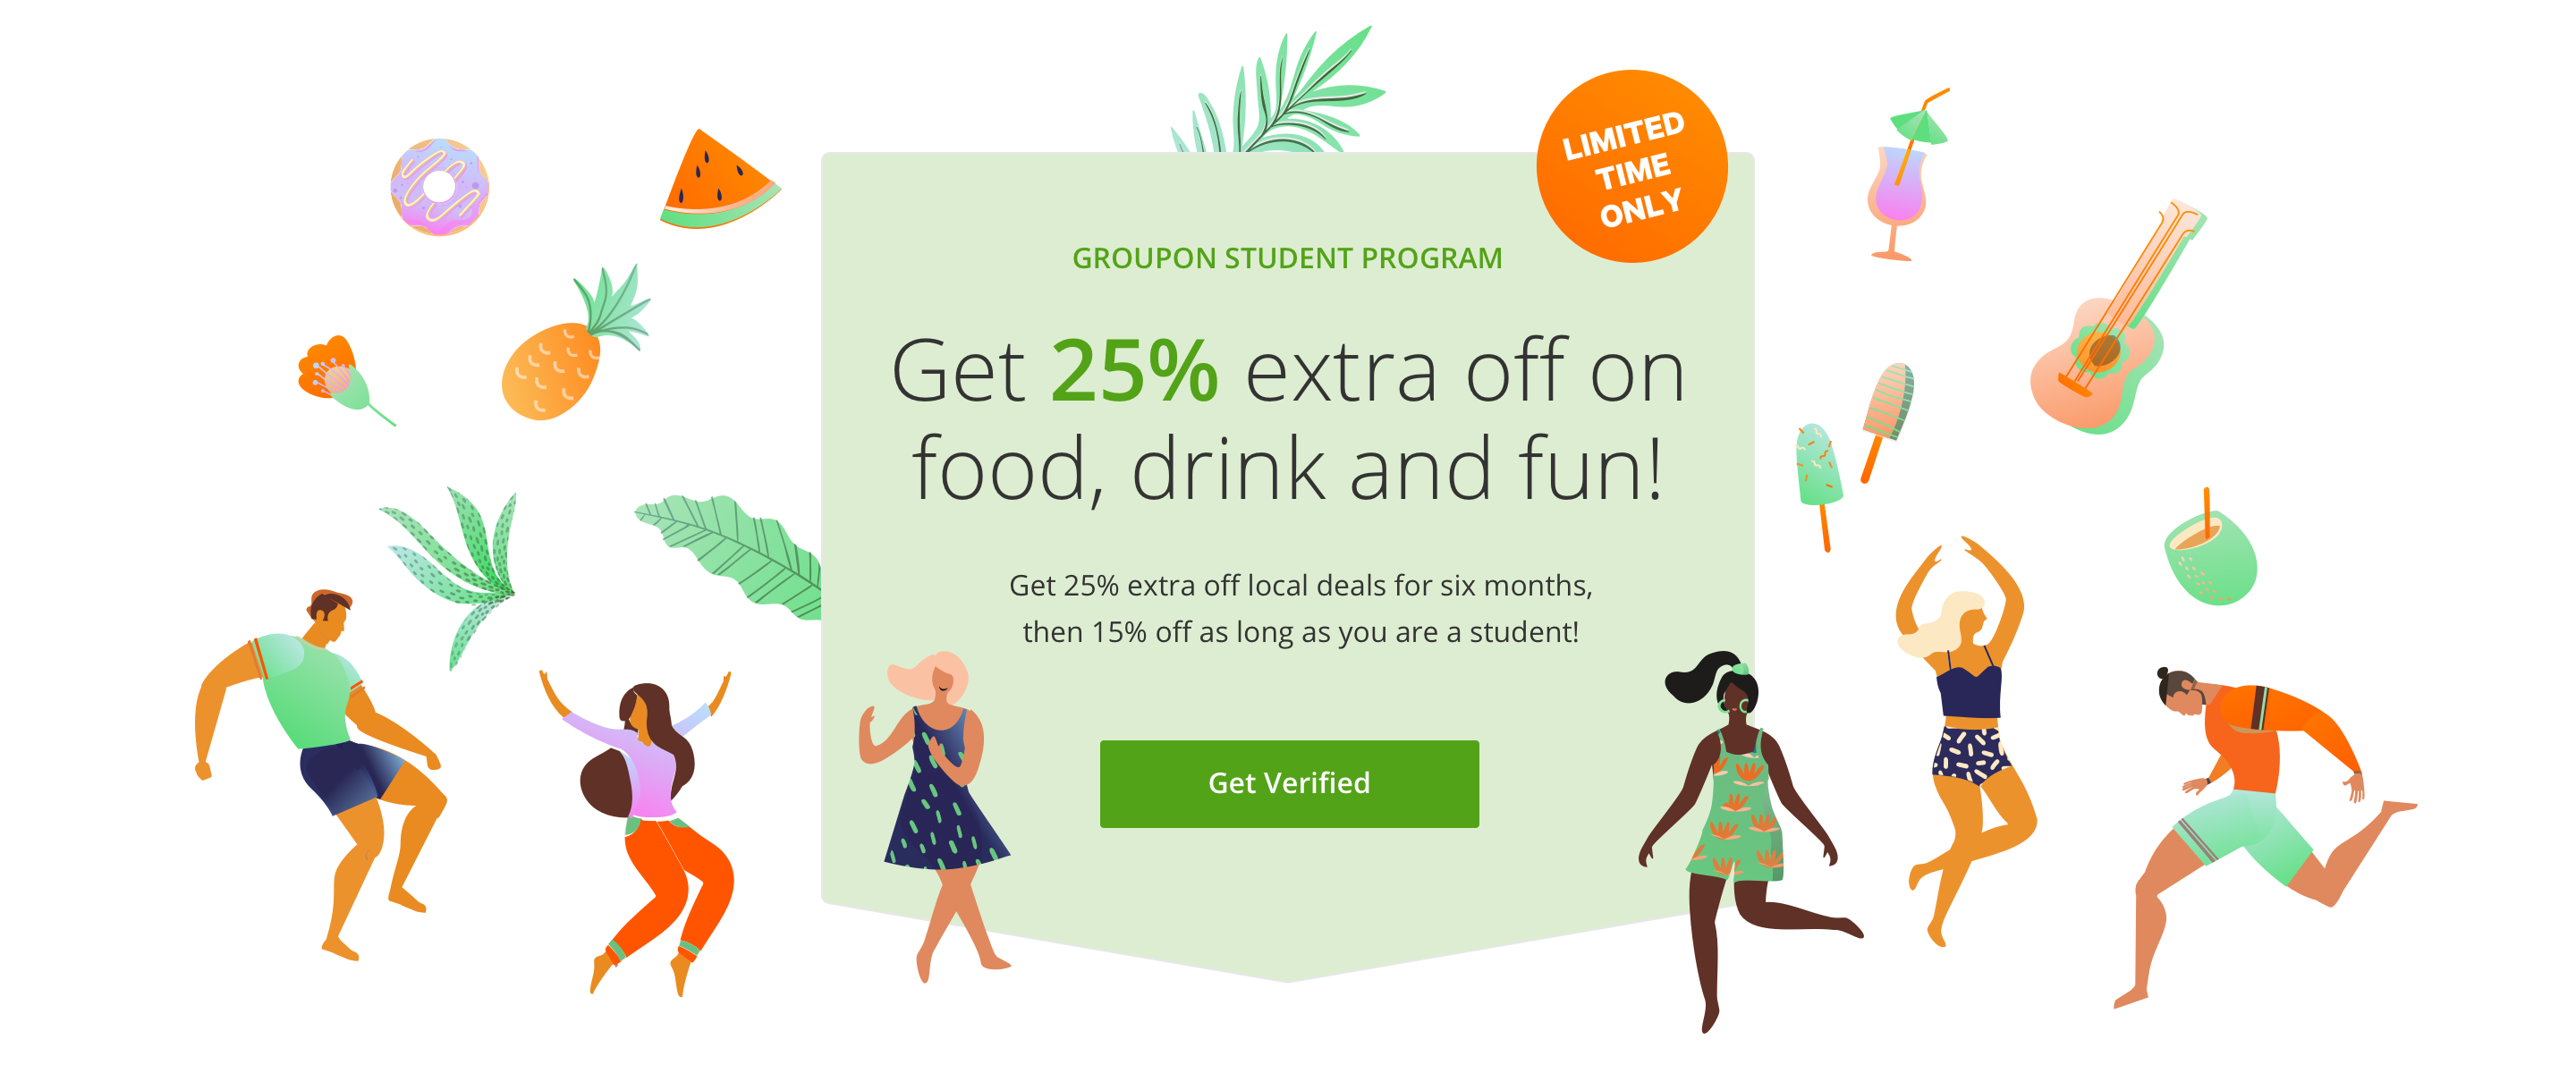 LIMITED
TIME
ONLY
GROUPON STUDENT PROGRAM
Get 25% extra off on
food, drink and fun!
Get 25% extra off local deals for six months,
then 15% off as long as you are a student!
Get Verified